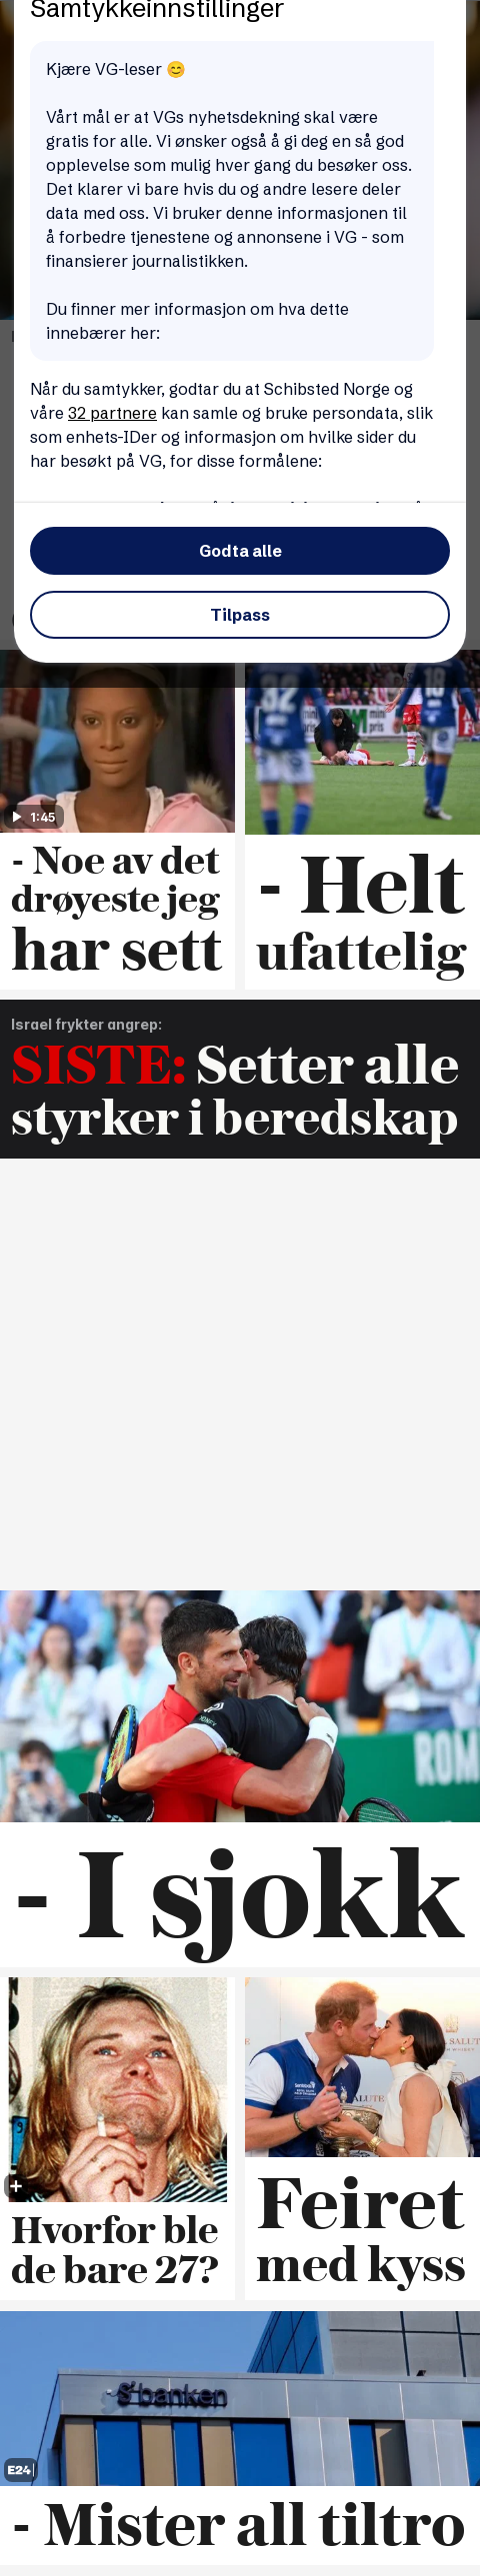 Samtykkeinnstillinger
Kjære VG-leser 😊
Vårt mål er at VGs nyhetsdekning skal være
gratis for alle. Vi ønsker også å gi deg en så god
opplevelse som mulig hver gang du besøker oss.
Det klarer vi bare hvis du og andre lesere deler
data med oss. Vi bruker denne informasjonen til
å forbedre tjenestene og annonsene i VG - som
finansierer journalistikken.
Du finner mer informasjon om hva dette
innebærer her:
Når du samtykker, godtar du at Schibsted Norge og
våre 32 partnere kan samle og bruke persondata, slik
som enhets-IDer og informasjon om hvilke sider du
har besøkt på VG, for disse formålene:
Godta alle
Tilpass
1:45
- Noe av det
drøyeste jeg
har sett
- Helt
ufattelig
Israel frykter angrep:
SISTE: Setter alle
styrker i beredskap
- I sjokk
Hvorfor ble
de bare 27?
Feiret
med kyss
S'banken
E24
- Mister all tiltro